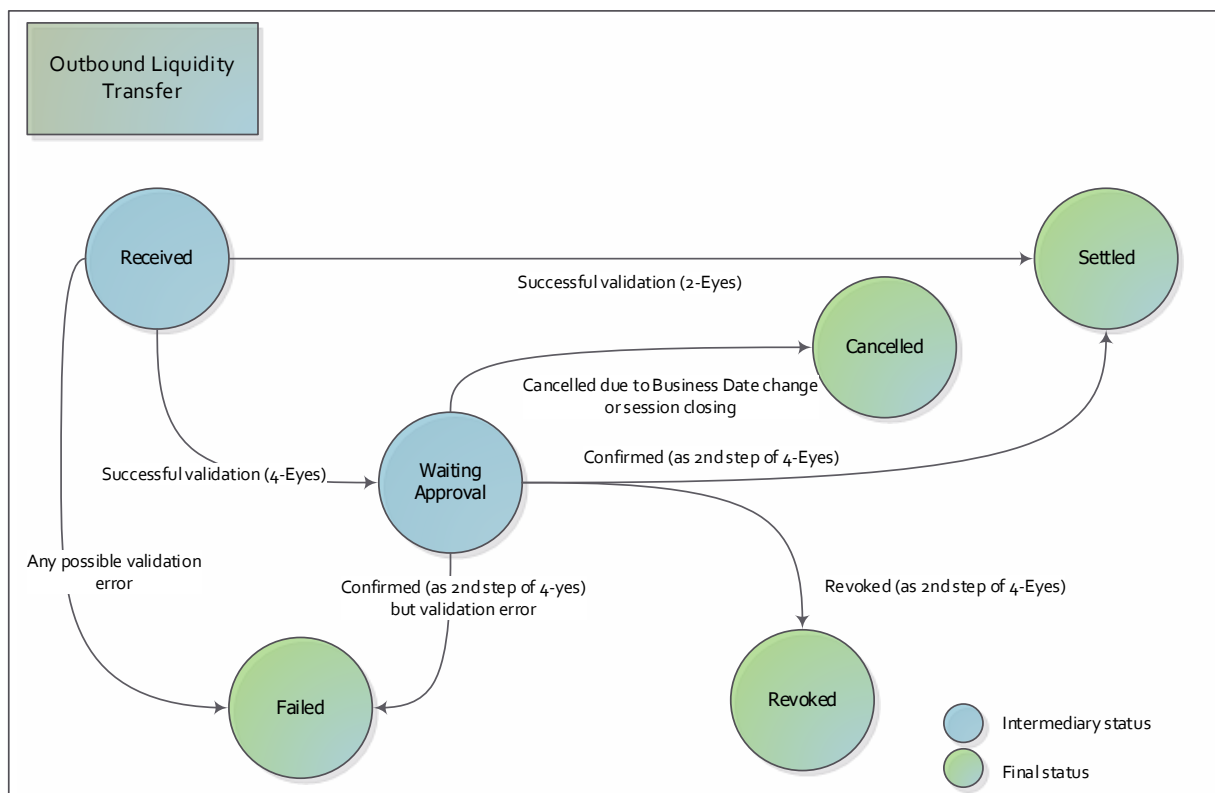 Outbound Liquidity
Transfer
Received
Settled
Successful validation (2-Eyes)
Cancelled
Cancelled due to Business Date change
or session closing
Confirmed (as 2nd step of 4-Eyes)
Successful validation (4-Eyes)
Waiting
Approval
Any possible validation
error
Confirmed (as 2nd step of 4-yes)
but validation error
Revoked (as 2nd step of 4-Eyes)
Failed
Revoked
Intermediary status
Final status